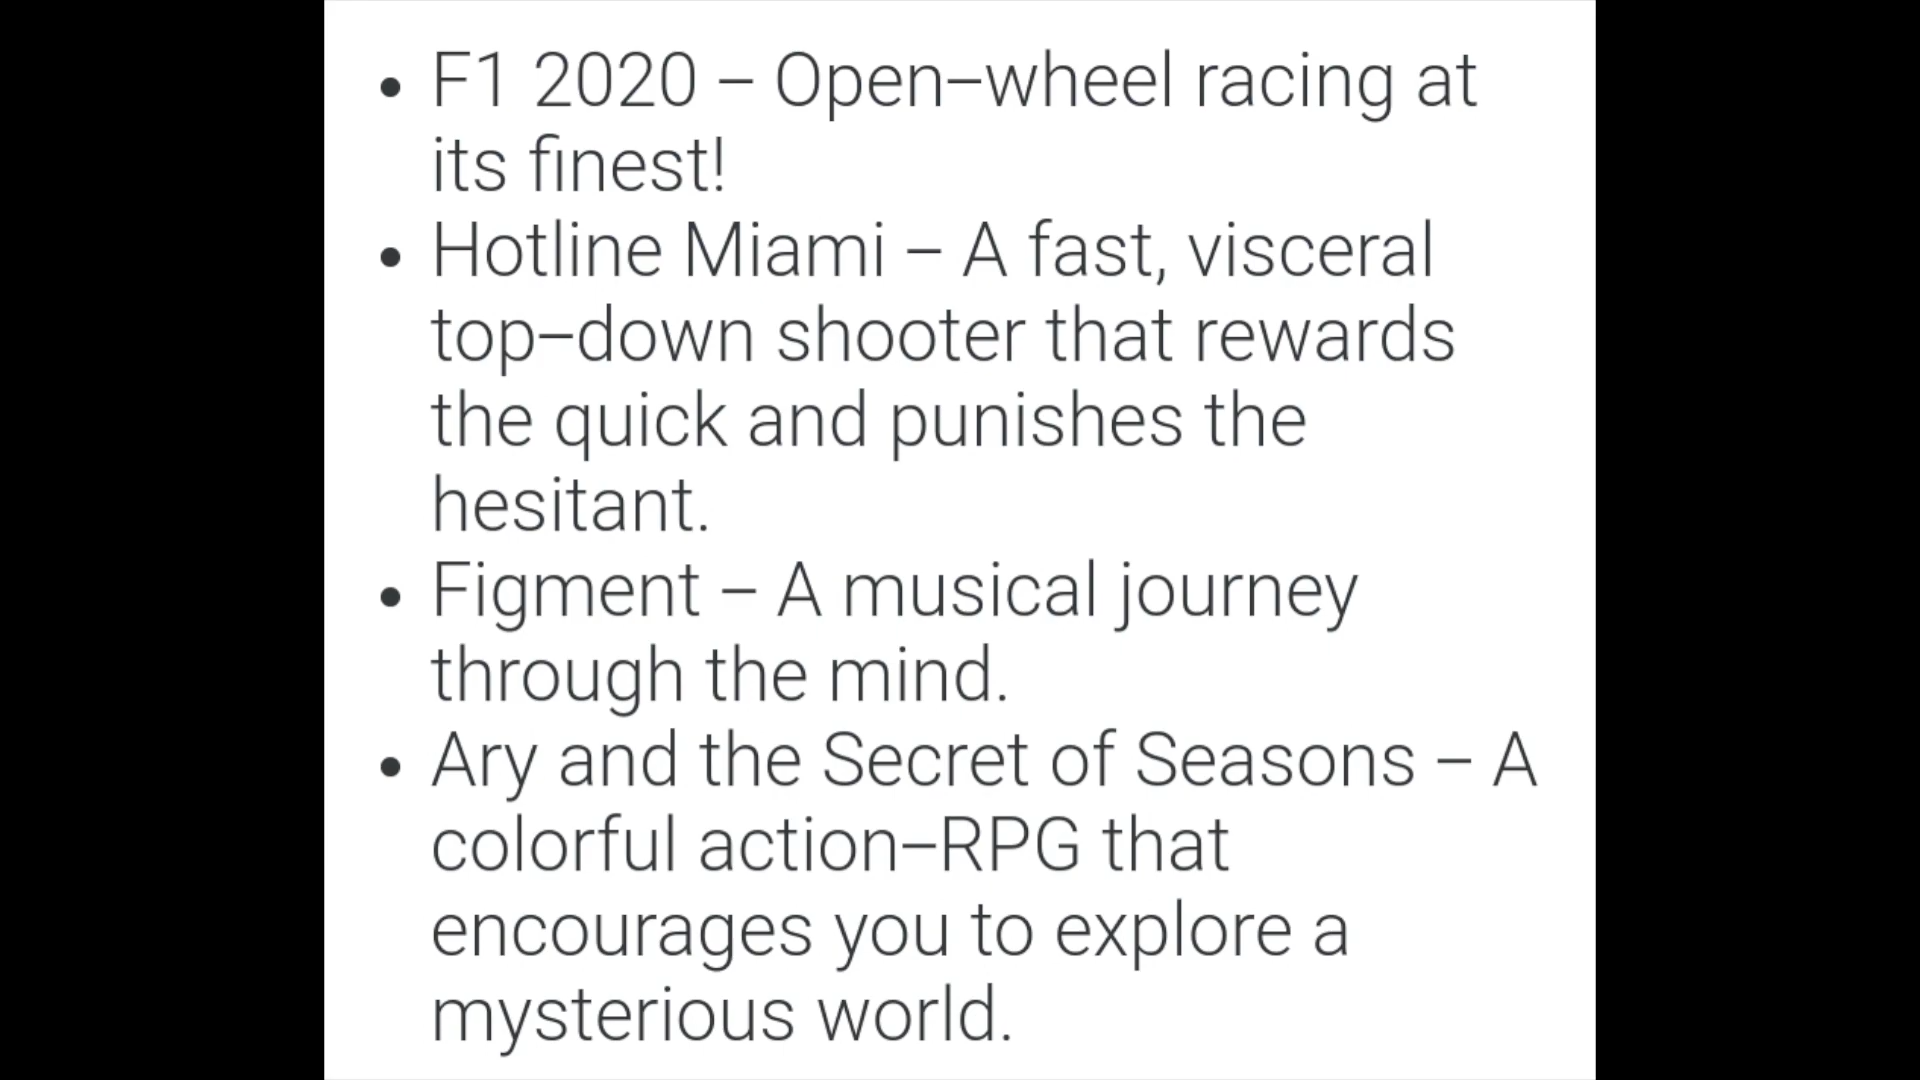 • F1 2020 – Open–wheel racing at
its finest!
• Hotline Miami – A fast, visceral
top–down shooter that rewards
the quick and punishes the
hesitant.
• Figment – A musical journey
through the mind.
• Ary and the Secret of Seasons – A
colorful action–RPG that
encourages you to explore a
mysterious world.